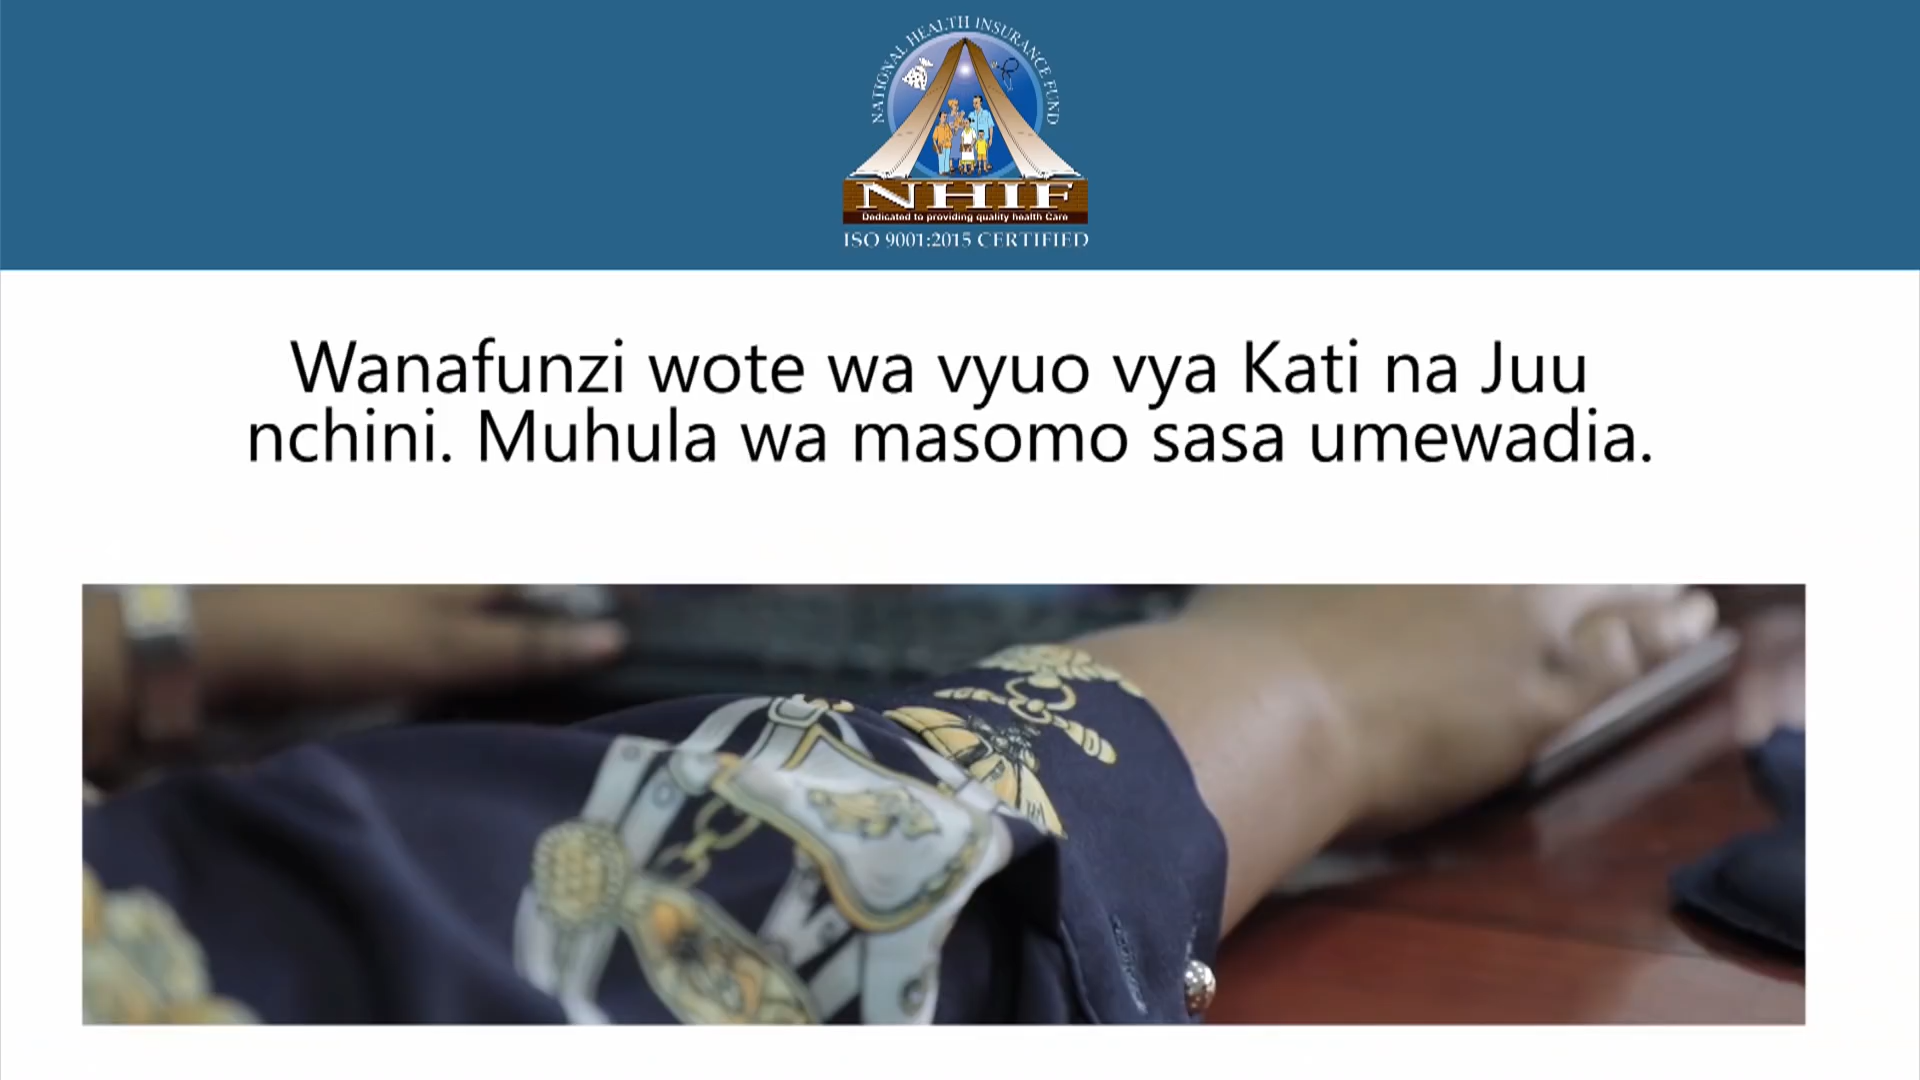 NATIONAL HEALTH INSURANCE FUND
NHIF
Dedicated to providing quality health Care
ISO 9001:2015 CERTIFIED
Wanafunzi wote wa vyuo vya Kati na Juu
nchini. Muhula wa masomo sasa umewadia.